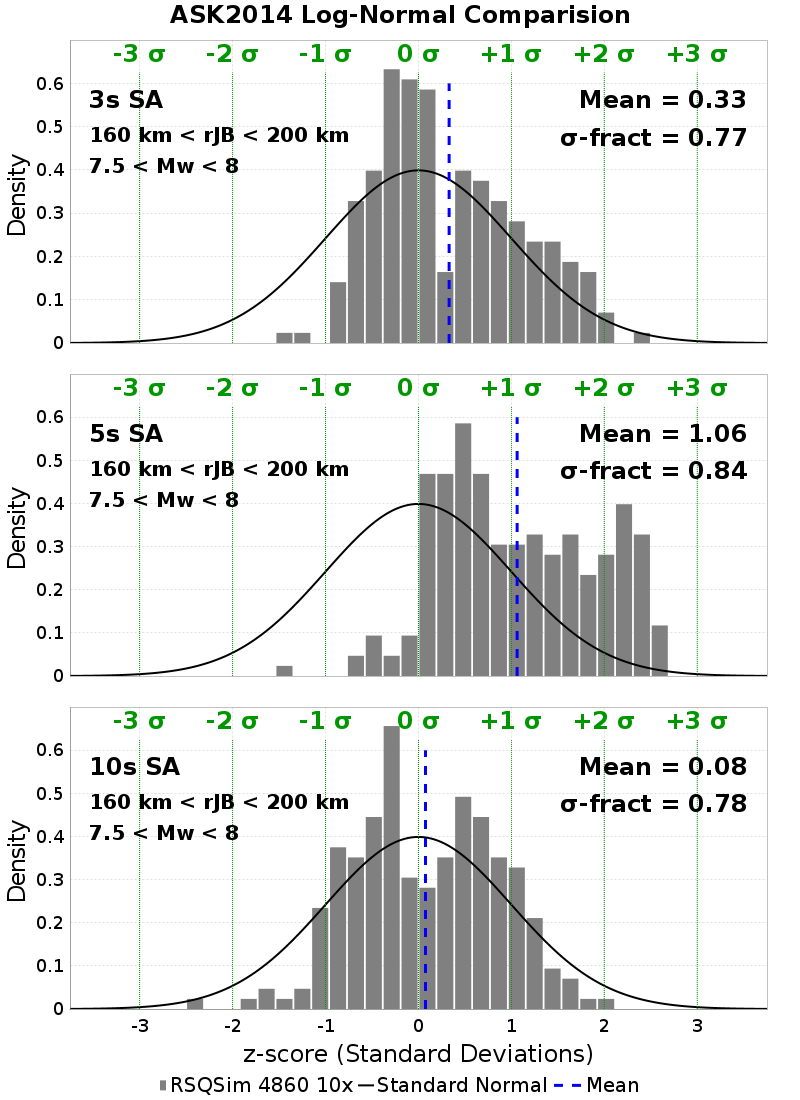 ASK2014 Log-Normal Comparision
-3 σ -2 σ -1 σ 0 σ +1 σ +2 σ +3 σ
3s SA
160 km < rJB < 200 km
7.5 < Mw < 8
Mean = 0.33
σ-fract = 0.77
Density
0.6
0.5
0.4
0.3
0.2
0.1
0
-3 σ -2 σ -1 σ 0 σ +1 σ +2 σ +3 σ
5s SA
160 km < rJB < 200 km
7.5 < Mw < 8
Mean = 1.06
σ-fract = 0.84
Density
0.6
0.5
0.4
0.3
0.2
0.1
0
-3 σ -2 σ -1 σ 0 σ +1 σ +2 σ +3 σ
10s SA
160 km < rJB < 200 km
7.5 < Mw < 8
Mean = 0.08
σ-fract = 0.78
Density
0.6
0.5
0.4
0.3
0.2
0.1
0
-3 -2 -1 0 1 2 3
z-score (Standard Deviations)
RSQSim 4860 10x Standard Normal Mean